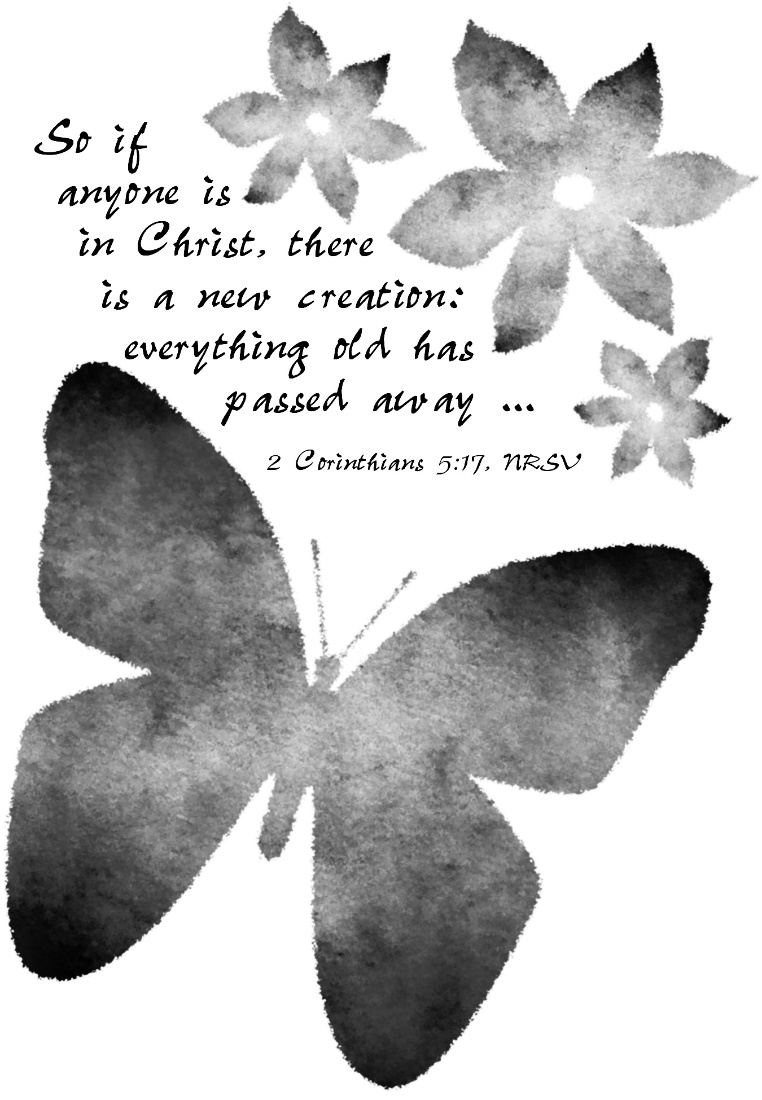 So if
anyone is
in Christ, there
is a new creation:
everything old has
passed away ...
2 Corinthians 5:17, NRSV